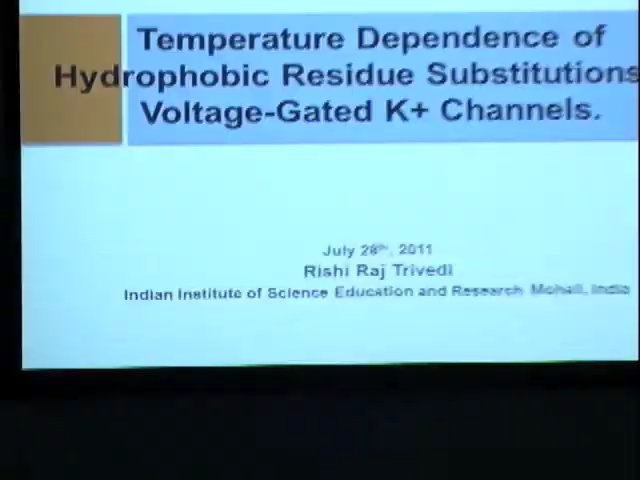 Temperature Dependence of
Hydrophobic Residue Substitutions
Voltage-Gated K+ Channels.
July 28th, 2011
Rishi Raj Trivedi
Indian Institute of Science Education and Research Mohali, India